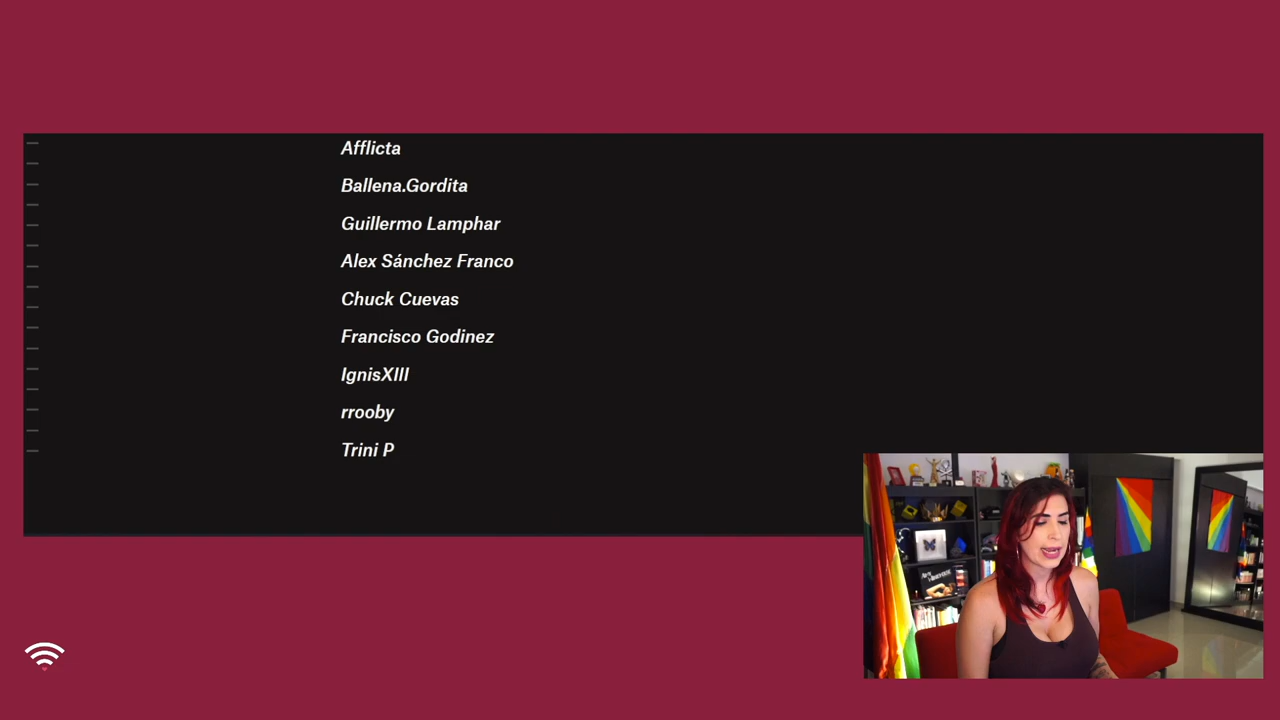 Afflicta
Ballena.Gordita
Guillermo Lamphar
Alex Sánchez Franco
Chuck Cuevas
Francisco Godinez
IgnisXIII
rrooby
Trini P